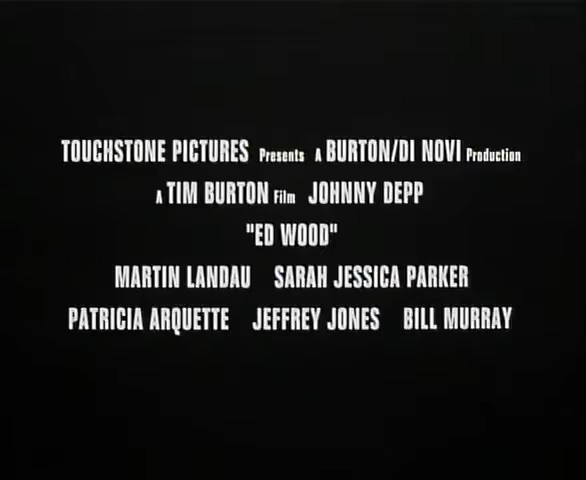 TOUCHSTONE PICTURES Presents A BURTON/DI NOVI Production
A TIM BURTON Film JOHNNY DEPP
"ED WOOD"
MARTIN LANDAU SARAH JESSICA PARKER
PATRICIA ARQUETTE JEFFREY JONES BILL MURRAY